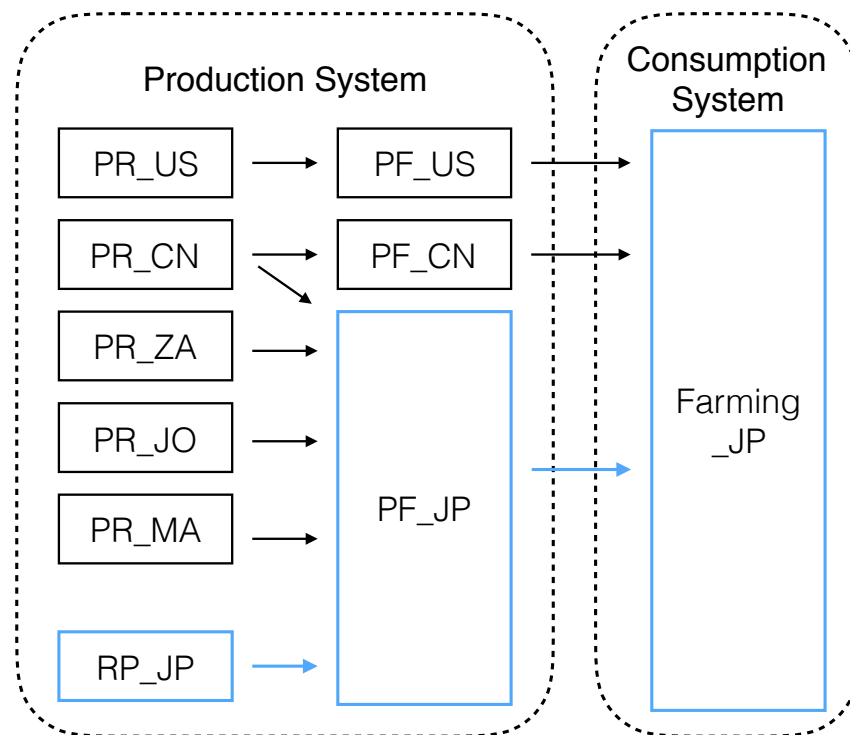 Production System
Consumption
System
PR_US
PF_US
PR_CN
PF_CN
PR_ZA
PR_JO
PR_MA
RP_JP
PF_JP
Farming
_JP